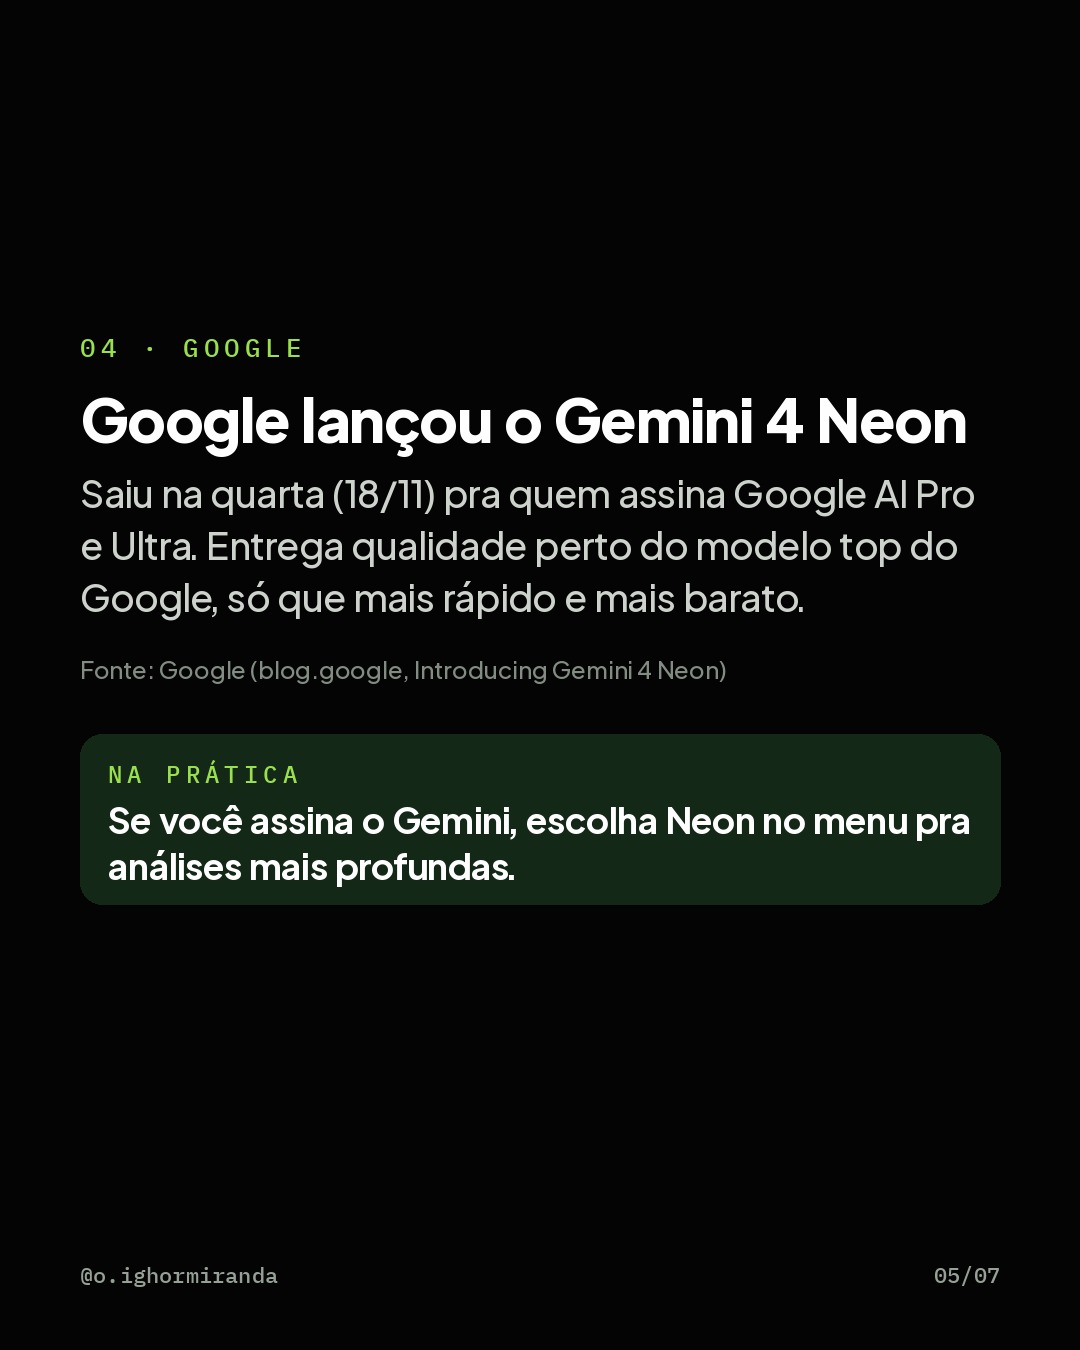 04 · GOOGLE
Google lançou o Gemini 4 Neon
Saiu na quarta (18/11) pra quem assina Google AI Pro
e Ultra. Entrega qualidade perto do modelo top do
Google, só que mais rápido e mais barato.
Fonte: Google (blog.google, Introducing Gemini 4 Neon)
NA PRÁTICA
Se você assina o Gemini, escolha Neon no menu pra
análises mais profundas.
@o.ighormiranda
05/07